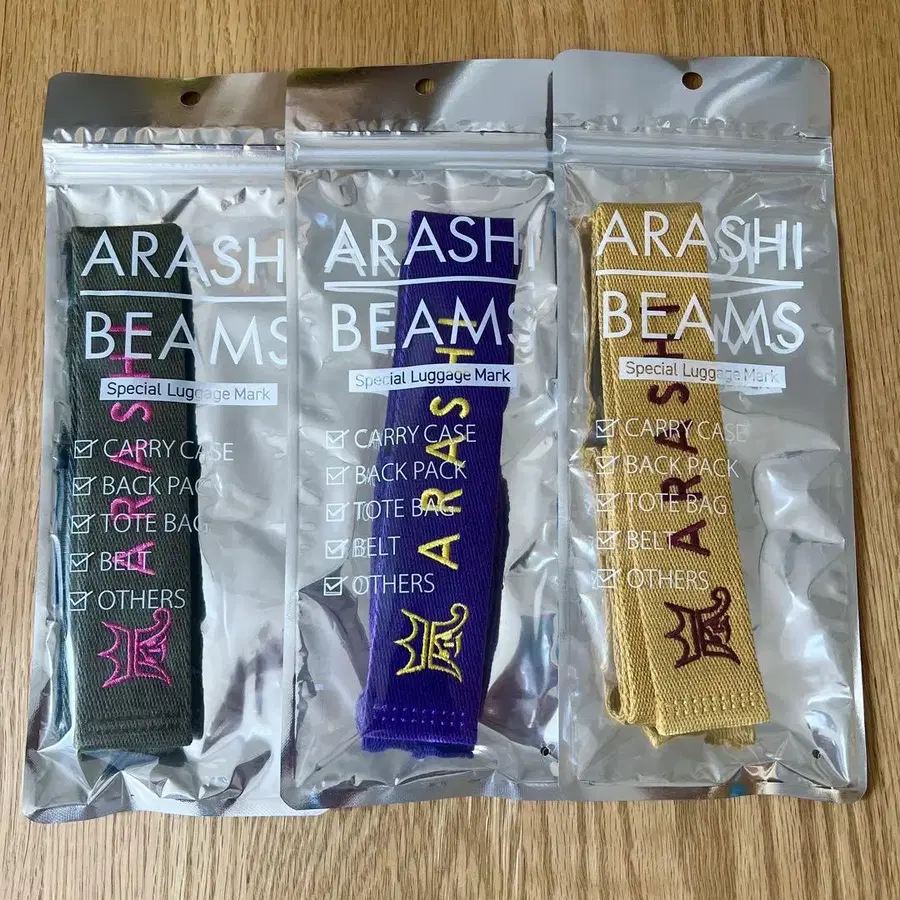 ARASHI
BEAMS
Special Luggage Mark
CARRY CASE
BACK PACK
TOTE BAG
BELT
OTHERS
ARASHI
嵐
ARASHI
BEAMS
Special Luggage Mark
CARRY CASE
BACK PACK
TOTE BAG
BELT
OTHERS
ARASHI
嵐
ARASHI
BEAMS
Special Luggage Mark
CARRY CASE
BACK PACK
TOTE BAG
BELT
OTHERS
ARASHI
嵐